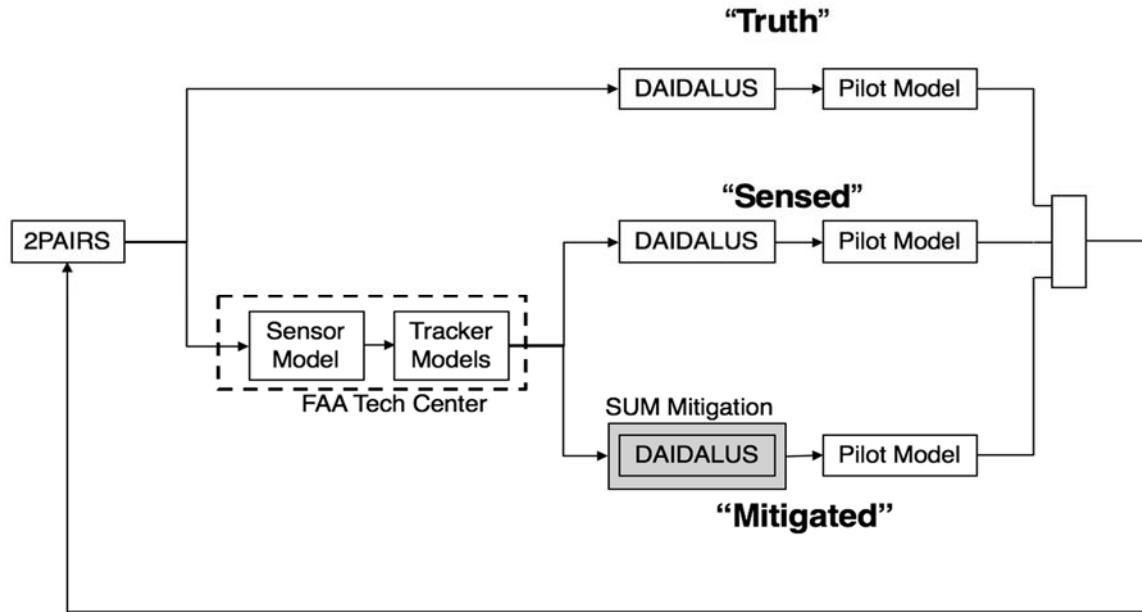 “Truth”
DAIDALUS
Pilot Model
“Sensed”
2PAIRS
DAIDALUS
Pilot Model
Sensor
Model
Tracker
Models
FAA Tech Center
SUM Mitigation
DAIDALUS
Pilot Model
“Mitigated”